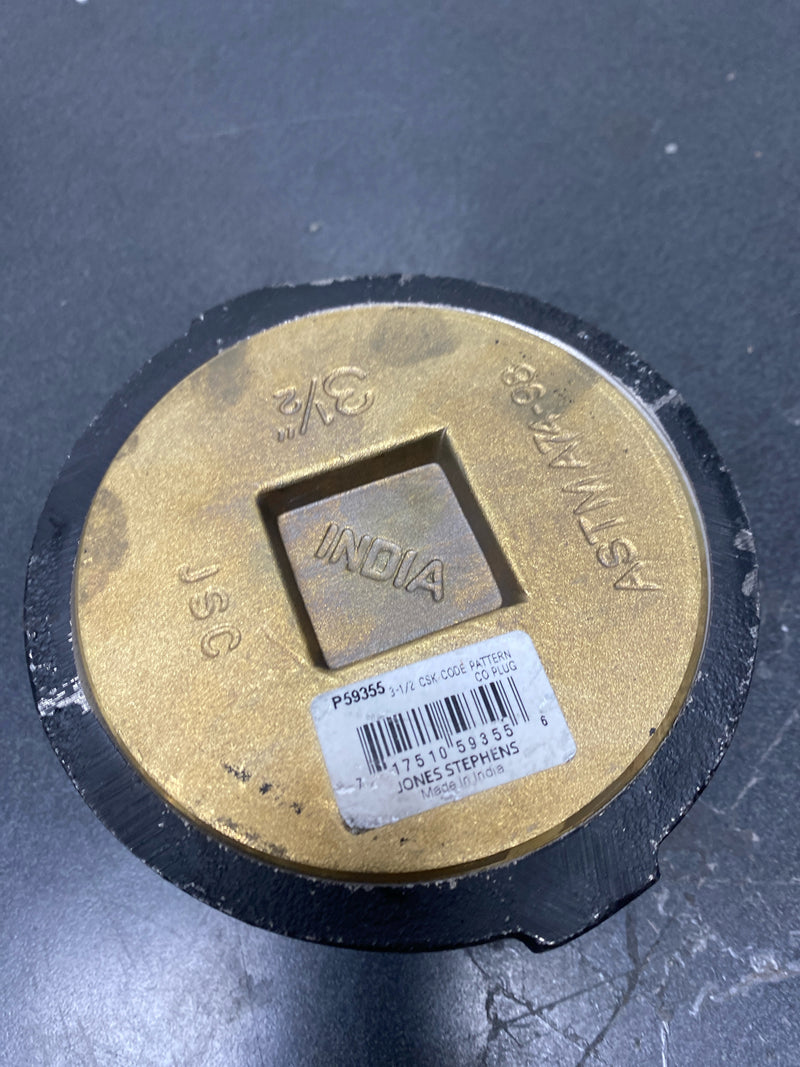 3½"
ASTM A74-98
INDIA
JSC
P59355 3-1/2 CSK CODE PATTERN
CO PLUG
7 17510 59355 6
JONES STEPHENS
Made in India